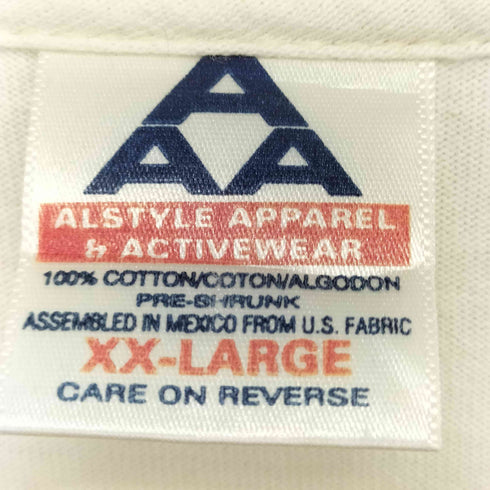 A
AA
ALSTYLE APPAREL
& ACTIVEWEAR
100% COTTON/COTON/ALGODON
PRE-SHRUNK
ASSEMBLED IN MEXICO FROM U.S. FABRIC
XX-LARGE
CARE ON REVERSE